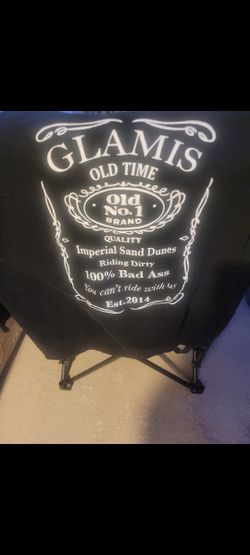 GLAMIS
OLD TIME
Old
No.1
BRAND
QUALITY
Imperial Sand Dunes
Riding Dirty
100% Bad Ass
You can't ride with us
Est.2014